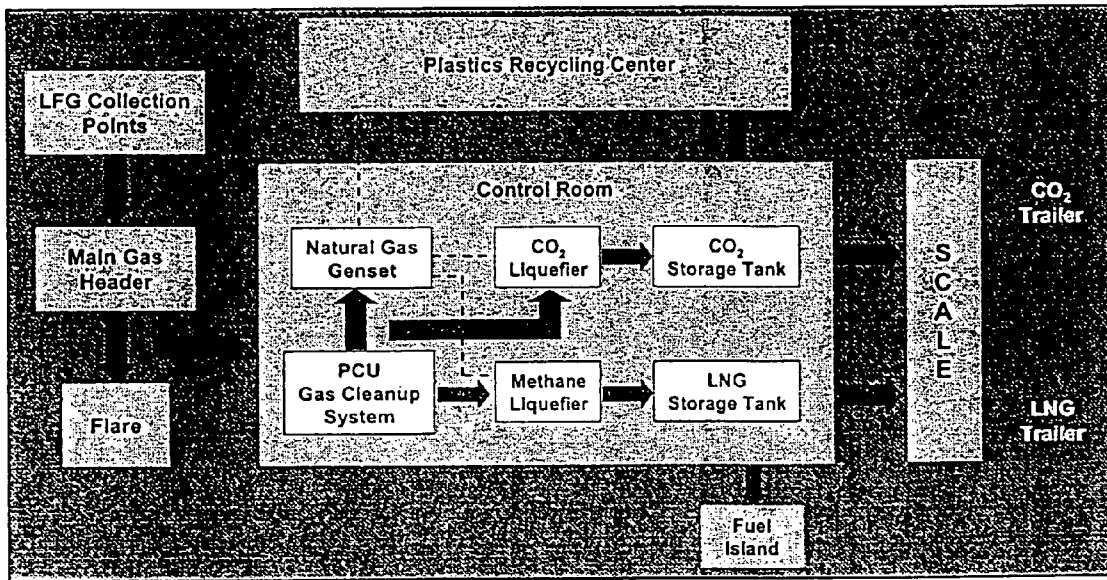 Plastics Recycling Center
LFG Collection
Points
Main Gas
Header
Flare
Control Room
Natural Gas
Genset
CO₂
Liquefier
CO₂
Storage Tank
PCU
Gas Cleanup
System
Methane
Liquefier
LNG
Storage Tank
SCALE
CO₂
Trailer
LNG
Trailer
Fuel
Island